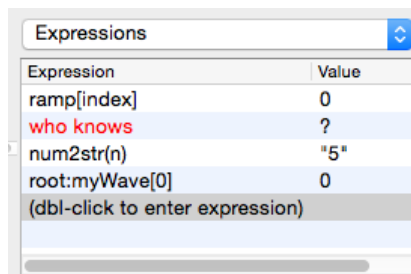 Expressions
Expression Value
ramp[index] 0
who knows ?
num2str(n) "5"
root:myWave[0] 0
(dbl-click to enter expression)